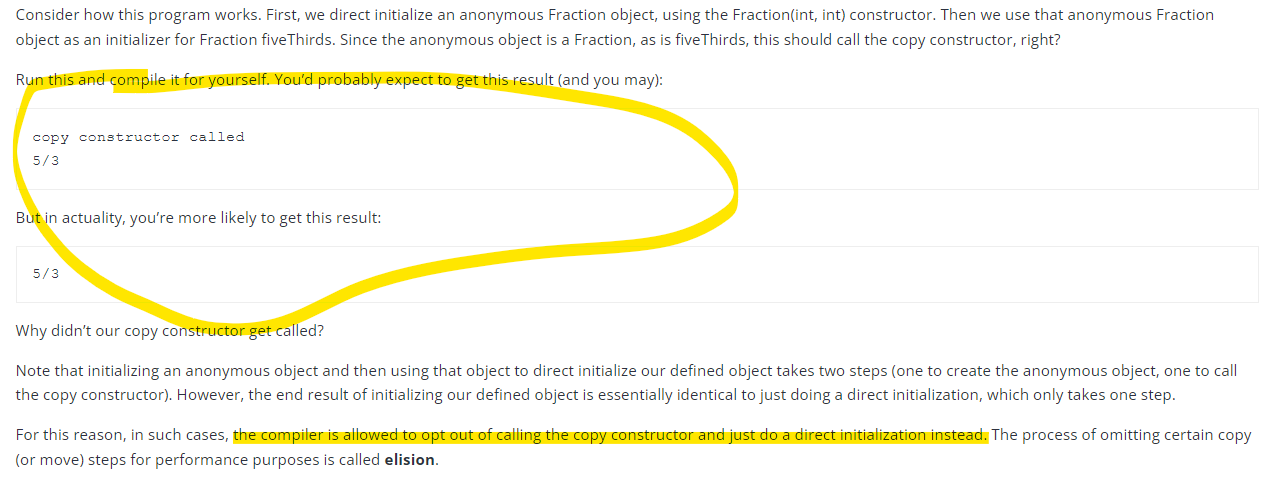 Consider how this program works. First, we direct initialize an anonymous Fraction object, using the Fraction(int, int) constructor. Then we use that anonymous Fraction
object as an initializer for Fraction fiveThirds. Since the anonymous object is a Fraction, as is fiveThirds, this should call the copy constructor, right?
Run this and compile it for yourself. You’d probably expect to get this result (and you may):
copy constructor called
5/3
But in actuality, you’re more likely to get this result:
5/3
Why didn’t our copy constructor get called?
Note that initializing an anonymous object and then using that object to direct initialize our defined object takes two steps (one to create the anonymous object, one to call
the copy constructor). However, the end result of initializing our defined object is essentially identical to just doing a direct initialization, which only takes one step.
For this reason, in such cases, the compiler is allowed to opt out of calling the copy constructor and just do a direct initialization instead. The process of omitting certain copy
(or move) steps for performance purposes is called elision.